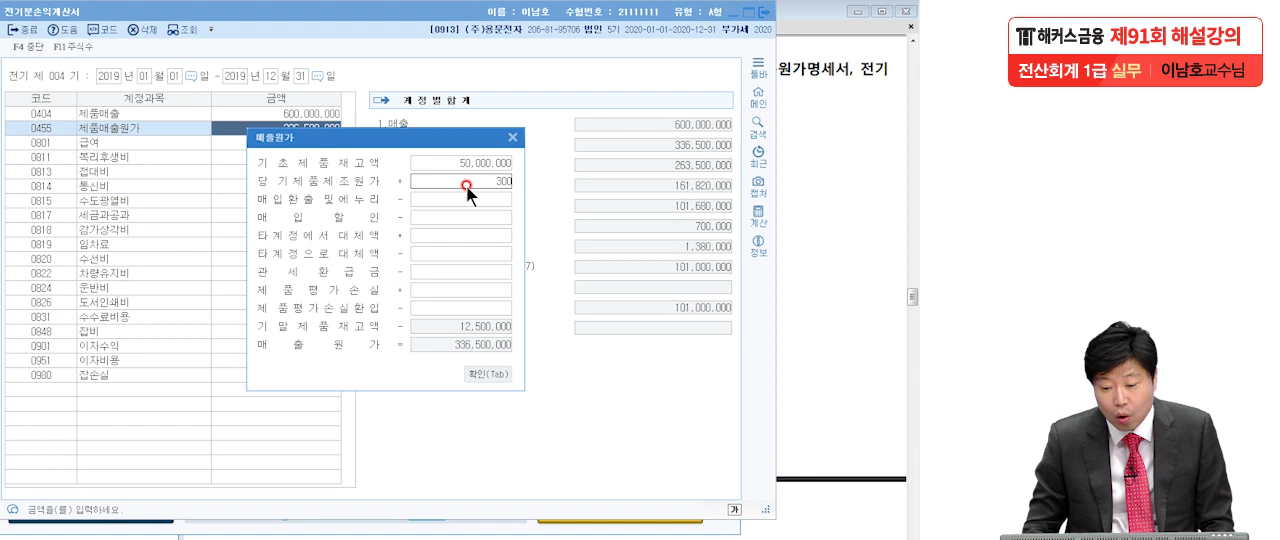 전기분손익계산서
이름 : 이남호 수험번호 : 21111111 유형 : A형
종료 도움 코드 삭제 조회
[0913] (주)용문전자 206-81-95706 법인 5기 2020-01-01~2020-12-31 부가세 2020
F4 중단 F11주식수
전기 제 004 기 : 2019 년 01 월 01 일 ~ 2019 년 12 월 31 일
코드 계정과목 금액
0404 제품매출 600,000,000
0455 제품매출원가
0801 급여
0811 복리후생비
0813 접대비
0814 통신비
0815 수도광열비
0817 세금과공과
0818 감가상각비
0819 임차료
0820 수선비
0822 차량유지비
0824 운반비
0826 도서인쇄비
0831 수수료비용
0848 잡비
0901 이자수익
0951 이자비용
0980 잡손실
계 정 별 합 계
1.매출 600,000,000
336,500,000
263,500,000
161,820,000
101,680,000
700,000
1,380,000
7) 101,000,000
101,000,000
매출원가
기 초 제 품 재 고 액 50,000,000
당 기 제 품 제 조 원 가 + 300
매 입 환 출 및 에 누 리 -
매 입 할 인 -
타 계 정 에 서 대 체 액 +
타 계 정 으 로 대 체 액 -
관 세 환 급 금 -
제 품 평 가 손 실 +
제 품 평 가 손 실 환 입 -
기 말 제 품 재 고 액 - 12,500,000
매 출 원 가 = 336,500,000
확인(Tab)
툴바
메인
검색
최근
캡처
계산
정보
금액을(를) 입력하세요.
가
원가명세서, 전기
해커스금융 제91회 해설강의
전산회계 1급 실무 이남호교수님